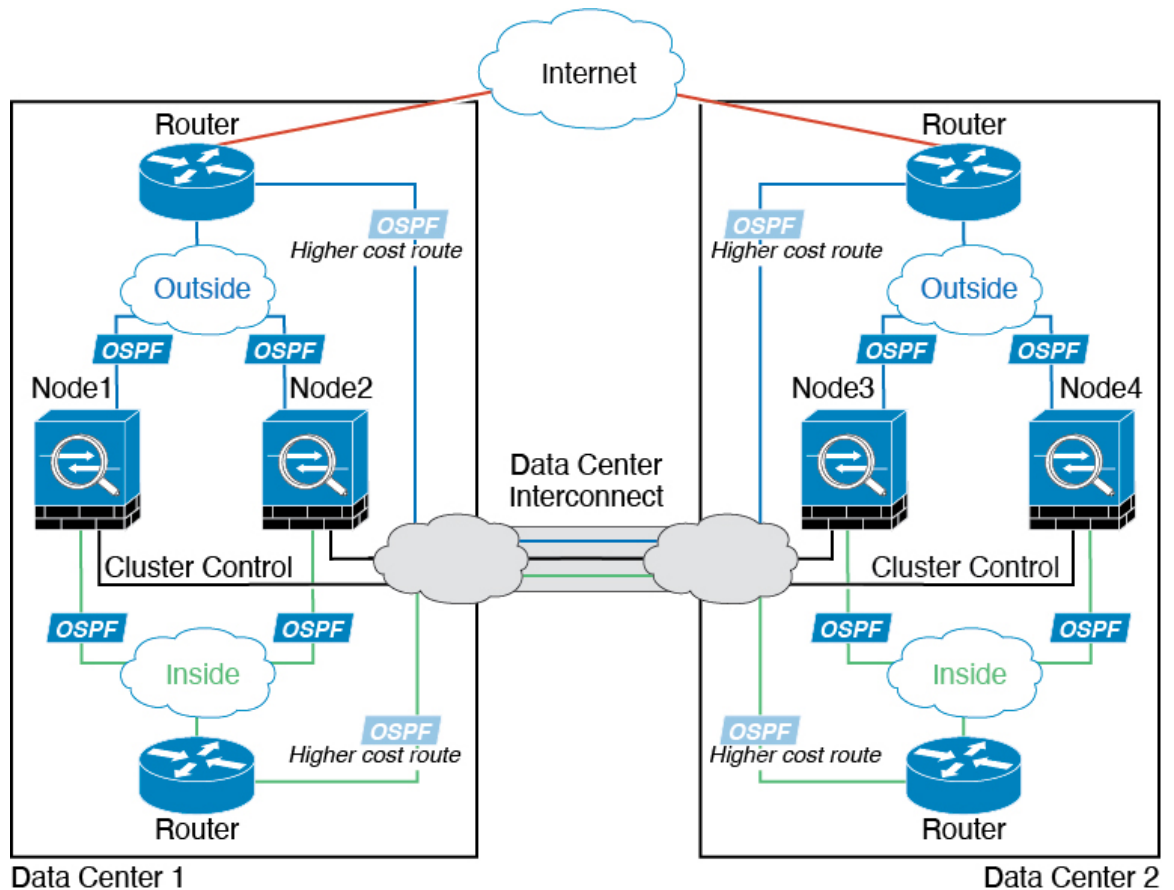 Internet
Router
Router
OSPF
Higher cost route
OSPF
Higher cost route
Outside
Outside
OSPF
OSPF
OSPF
OSPF
Node1
Node2
Node3
Node4
Data Center
Interconnect
Cluster Control
Cluster Control
OSPF
OSPF
OSPF
OSPF
Inside
Inside
OSPF
Higher cost route
OSPF
Higher cost route
Router
Router
Data Center 1
Data Center 2